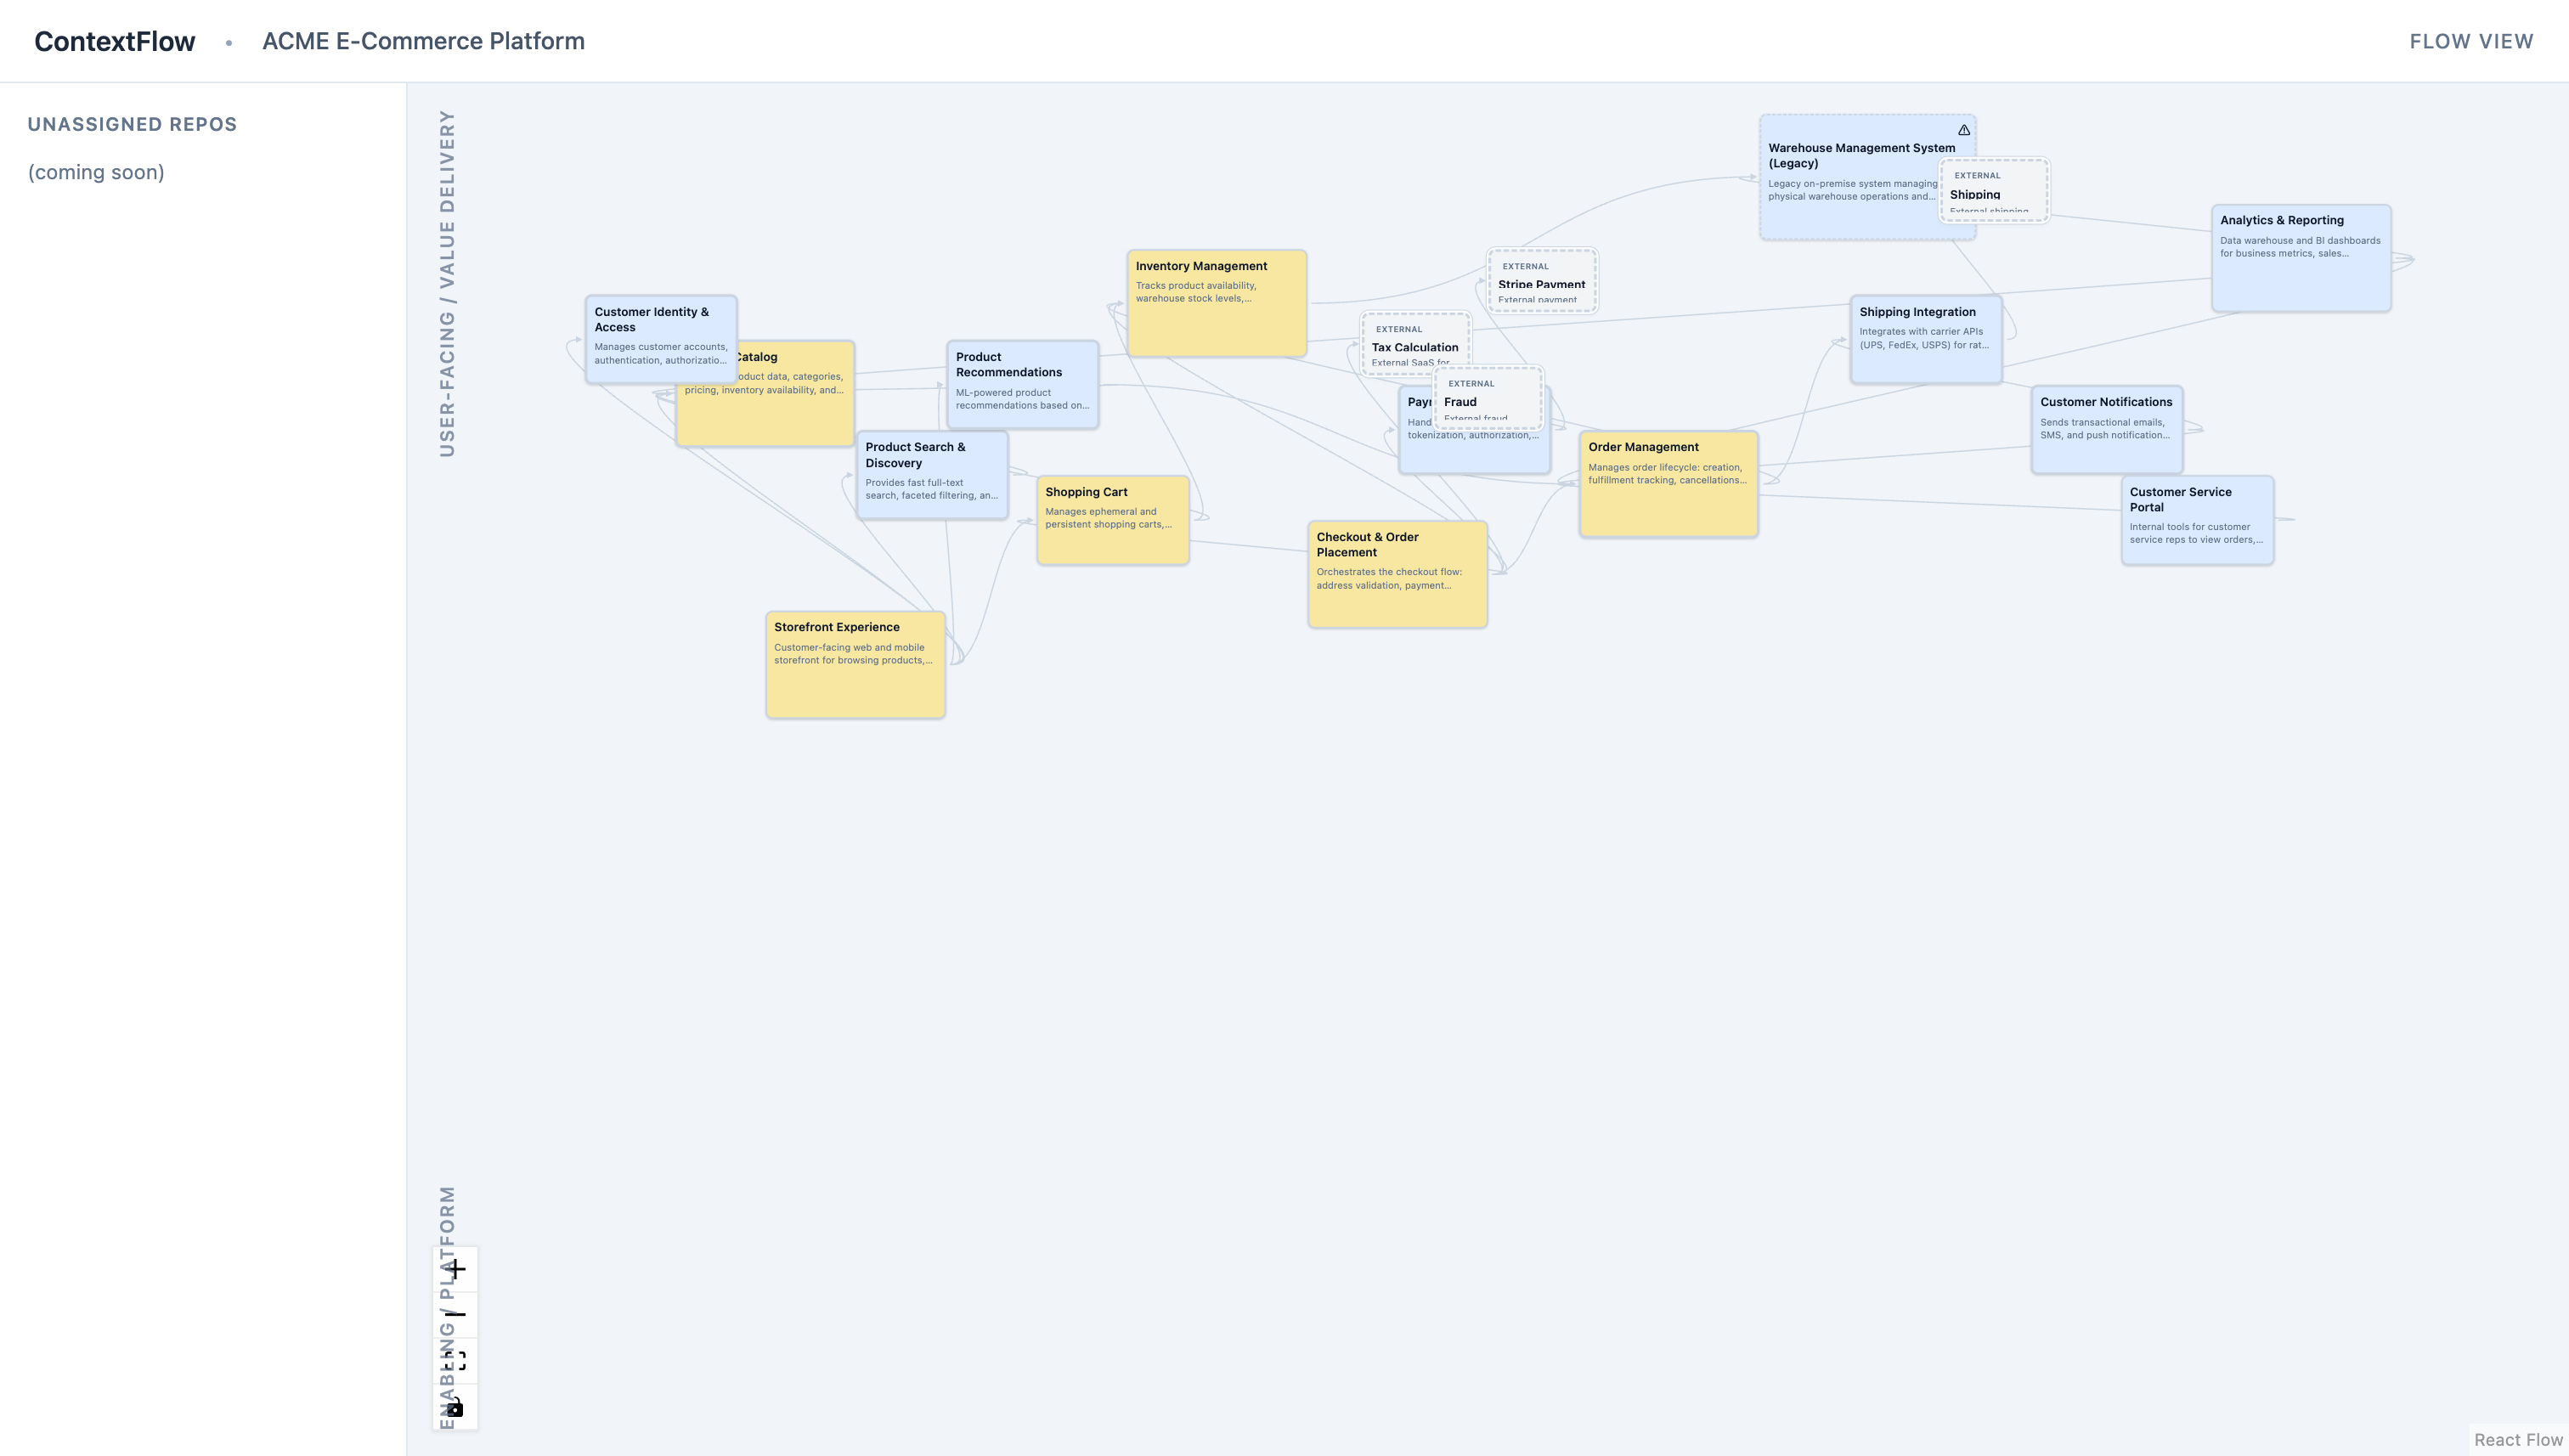 ContextFlow • ACME E-Commerce Platform
FLOW VIEW
UNASSIGNED REPOS
(coming soon)
USER-FACING / VALUE DELIVERY
ENABLING / PLATFORM
Warehouse Management System
(Legacy)
Legacy on-premise system managing
physical warehouse operations and...
EXTERNAL
Shipping
External shipping
Analytics & Reporting
Data warehouse and BI dashboards
for business metrics, sales...
Inventory Management
Tracks product availability,
warehouse stock levels,...
EXTERNAL
Stripe Payment
External payment
Customer Identity &
Access
Manages customer accounts,
authentication, authorizatio...
Catalog
oduct data, categories,
pricing, inventory availability, and...
Product
Recommendations
ML-powered product
recommendations based on...
EXTERNAL
Tax Calculation
External SaaS for
EXTERNAL
Fraud
External fraud
Pay
Hand
tokenization, authorization,...
Shipping Integration
Integrates with carrier APIs
(UPS, FedEx, USPS) for rat...
Customer Notifications
Sends transactional emails,
SMS, and push notification...
Product Search &
Discovery
Provides fast full-text
search, faceted filtering, an...
Order Management
Manages order lifecycle: creation,
fulfillment tracking, cancellations...
Shopping Cart
Manages ephemeral and
persistent shopping carts,...
Customer Service
Portal
Internal tools for customer
service reps to view orders,...
Checkout & Order
Placement
Orchestrates the checkout flow:
address validation, payment...
Storefront Experience
Customer-facing web and mobile
storefront for browsing products,...
React Flow